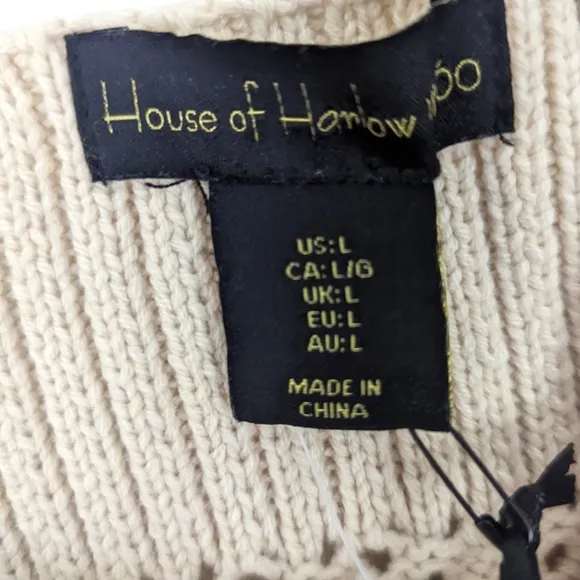 House of Harlow
US: L
CA: L/G
UK: L
EU: L
AU: L
MADE IN
CHINA